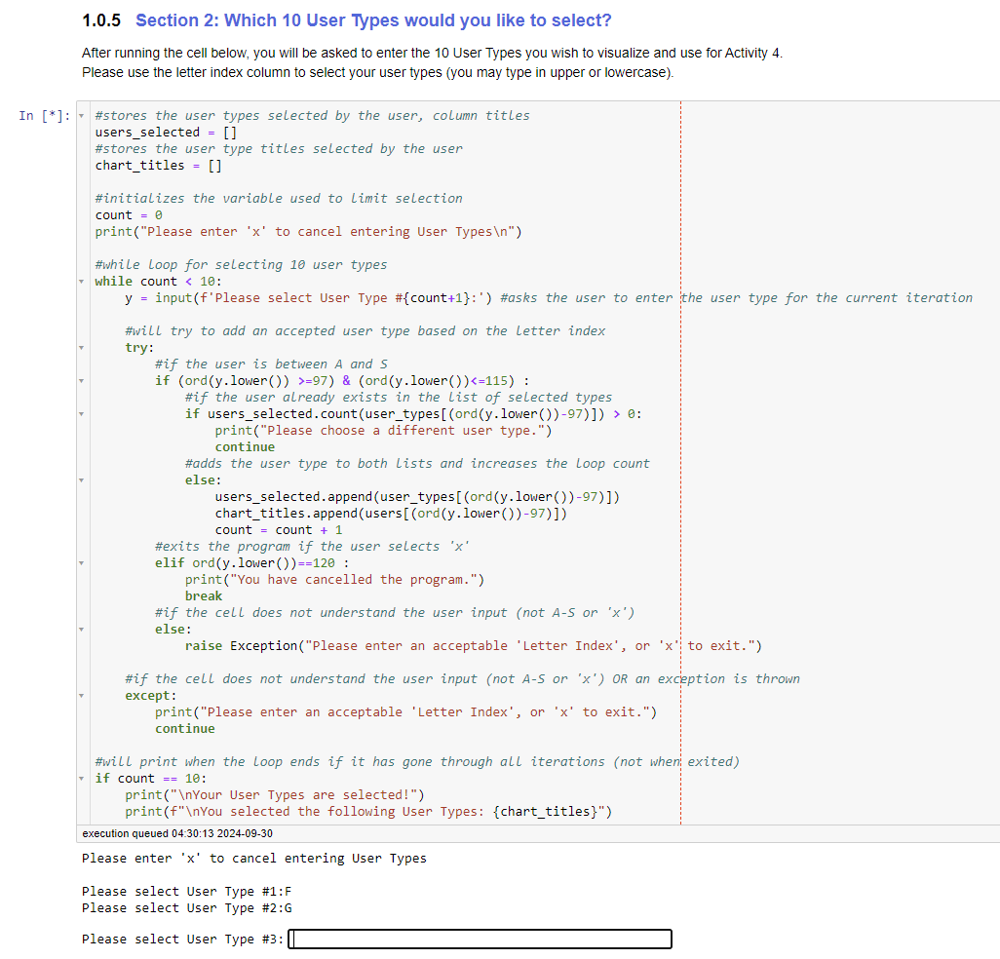 1.0.5 Section 2: Which 10 User Types would you like to select?
After running the cell below, you will be asked to enter the 10 User Types you wish to visualize and use for Activity 4.
Please use the letter index column to select your user types (you may type in upper or lowercase).
In [*]:
#stores the user types selected by the user, column titles
users_selected = []
#stores the user type titles selected by the user
chart_titles = []

#initializes the variable used to limit selection
count = 0
print("Please enter 'x' to cancel entering User Types\n")

#while loop for selecting 10 user types
while count < 10:
    y = input(f'Please select User Type #{count+1}:') #asks the user to enter the user type for the current iteration

    #will try to add an accepted user type based on the letter index
    try:
        #if the user is between A and S
        if (ord(y.lower()) >=97) & (ord(y.lower())<=115) :
            #if the user already exists in the list of selected types
            if users_selected.count(user_types[(ord(y.lower())-97)]) > 0:
                print("Please choose a different user type.")
                continue
            #adds the user type to both lists and increases the loop count
            else:
                users_selected.append(user_types[(ord(y.lower())-97)])
                chart_titles.append(users[(ord(y.lower())-97)])
                count = count + 1
        #exits the program if the user selects 'x'
        elif ord(y.lower())==120 :
            print("You have cancelled the program.")
            break
        #if the cell does not understand the user input (not A-S or 'x')
        else:
            raise Exception("Please enter an acceptable 'Letter Index', or 'x' to exit.")

    #if the cell does not understand the user input (not A-S or 'x') OR an exception is thrown
    except:
        print("Please enter an acceptable 'Letter Index', or 'x' to exit.")
        continue

#will print when the loop ends if it has gone through all iterations (not when exited)
if count == 10:
    print("\nYour User Types are selected!")
    print(f"\nYou selected the following User Types: {chart_titles}")
execution queued 04:30:13 2024-09-30
Please enter 'x' to cancel entering User Types

Please select User Type #1:F
Please select User Type #2:G
Please select User Type #3: